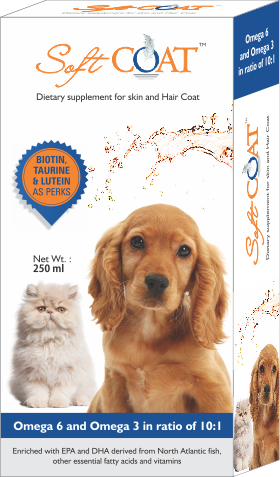 Soft COAT
Soft COAT™
Dietary supplement for skin and Hair Coat
BIOTIN,
TAURINE
& LUTEIN
AS PERKS
Net Wt. :
250 ml
Omega 6 and Omega 3 in ratio of 10:1
Enriched with EPA and DHA derived from North Atlantic fish,
other essential fatty acids and vitamins
Omega 6
and Omega 3
in ratio of 10:1
Soft COAT™
Dietary supplement for skin and Hair Coat